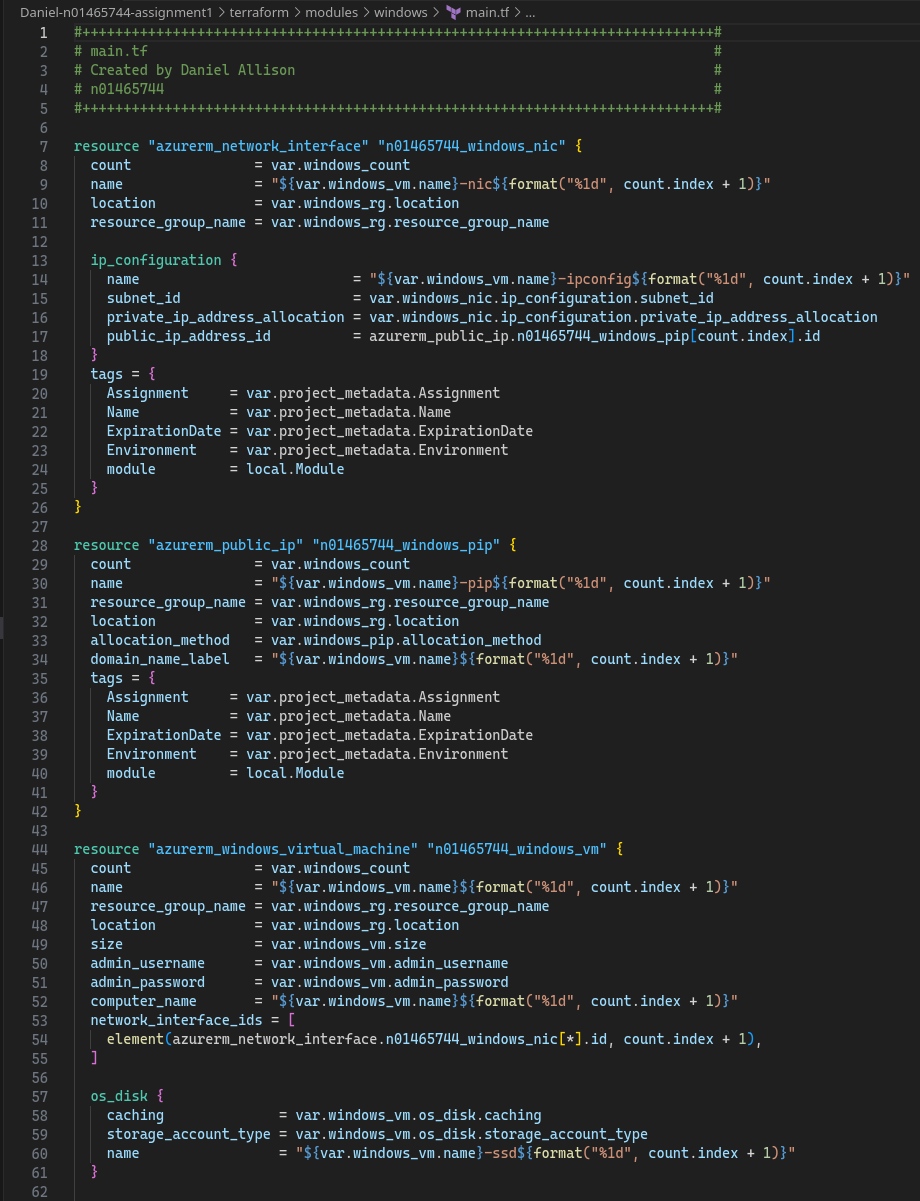 Daniel-n01465744-assignment1 > terraform > modules > windows > main.tf > ...
1 #+++++++++++++++++++++++++++++++++++++++++++++++++++++++++++++++++++++++++++++#
2 # main.tf                                                                     #
3 # Created by Daniel Allison                                                   #
4 # n01465744                                                                   #
5 #+++++++++++++++++++++++++++++++++++++++++++++++++++++++++++++++++++++++++++++#
6
7 resource "azurerm_network_interface" "n01465744_windows_nic" {
8   count               = var.windows_count
9   name                = "${var.windows_vm.name}-nic${format("%1d", count.index + 1)}"
10   location            = var.windows_rg.location
11   resource_group_name = var.windows_rg.resource_group_name
12
13   ip_configuration {
14     name                          = "${var.windows_vm.name}-ipconfig${format("%1d", count.index + 1)}"
15     subnet_id                     = var.windows_nic.ip_configuration.subnet_id
16     private_ip_address_allocation = var.windows_nic.ip_configuration.private_ip_address_allocation
17     public_ip_address_id          = azurerm_public_ip.n01465744_windows_pip[count.index].id
18   }
19   tags = {
20     Assignment     = var.project_metadata.Assignment
21     Name           = var.project_metadata.Name
22     ExpirationDate = var.project_metadata.ExpirationDate
23     Environment    = var.project_metadata.Environment
24     module         = local.Module
25   }
26 }
27
28 resource "azurerm_public_ip" "n01465744_windows_pip" {
29   count               = var.windows_count
30   name                = "${var.windows_vm.name}-pip${format("%1d", count.index + 1)}"
31   resource_group_name = var.windows_rg.resource_group_name
32   location            = var.windows_rg.location
33   allocation_method   = var.windows_pip.allocation_method
34   domain_name_label   = "${var.windows_vm.name}${format("%1d", count.index + 1)}"
35   tags = {
36     Assignment     = var.project_metadata.Assignment
37     Name           = var.project_metadata.Name
38     ExpirationDate = var.project_metadata.ExpirationDate
39     Environment    = var.project_metadata.Environment
40     module         = local.Module
41   }
42 }
43
44 resource "azurerm_windows_virtual_machine" "n01465744_windows_vm" {
45   count               = var.windows_count
46   name                = "${var.windows_vm.name}${format("%1d", count.index + 1)}"
47   resource_group_name = var.windows_rg.resource_group_name
48   location            = var.windows_rg.location
49   size                = var.windows_vm.size
50   admin_username      = var.windows_vm.admin_username
51   admin_password      = var.windows_vm.admin_password
52   computer_name       = "${var.windows_vm.name}${format("%1d", count.index + 1)}"
53   network_interface_ids = [
54     element(azurerm_network_interface.n01465744_windows_nic[*].id, count.index + 1),
55   ]
56
57   os_disk {
58     caching              = var.windows_vm.os_disk.caching
59     storage_account_type = var.windows_vm.os_disk.storage_account_type
60     name                 = "${var.windows_vm.name}-ssd${format("%1d", count.index + 1)}"
61   }
62